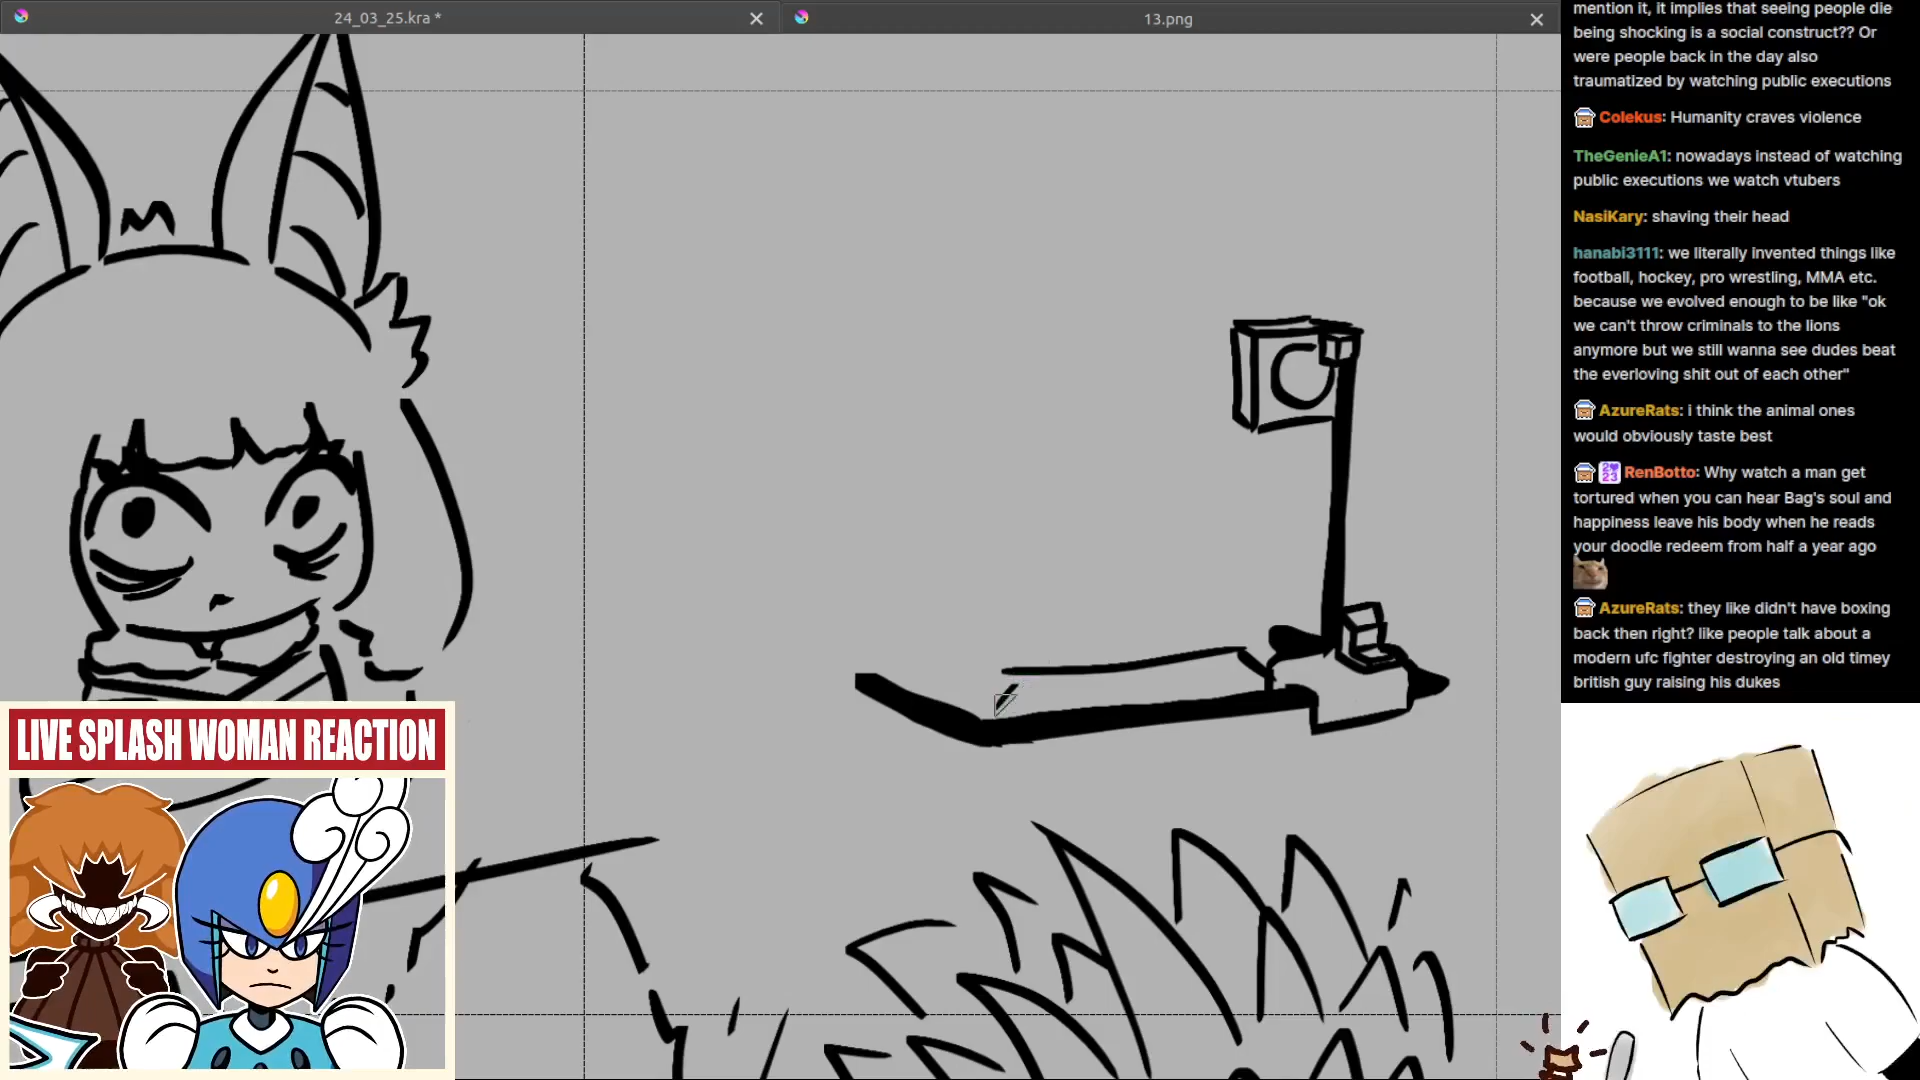 24_03_25.kra *
13.png
mention it, it implies that seeing people die
being shocking is a social construct?? Or
were people back in the day also
traumatized by watching public executions
Colekus: Humanity craves violence
TheGenieA1: nowadays instead of watching
public executions we watch vtubers
NasiKary: shaving their head
hanabi3111: we literally invented things like
football, hockey, pro wrestling, MMA etc.
because we evolved enough to be like "ok
we can't throw criminals to the lions
anymore but we still wanna see dudes beat
the everloving shit out of each other"
AzureRats: i think the animal ones
would obviously taste best
RenBotto: Why watch a man get
tortured when you can hear Bag's soul and
happiness leave his body when he reads
your doodle redeem from half a year ago
AzureRats: they like didn't have boxing
back then right? like people talk about a
modern ufc fighter destroying an old timey
british guy raising his dukes
LIVE SPLASH WOMAN REACTION